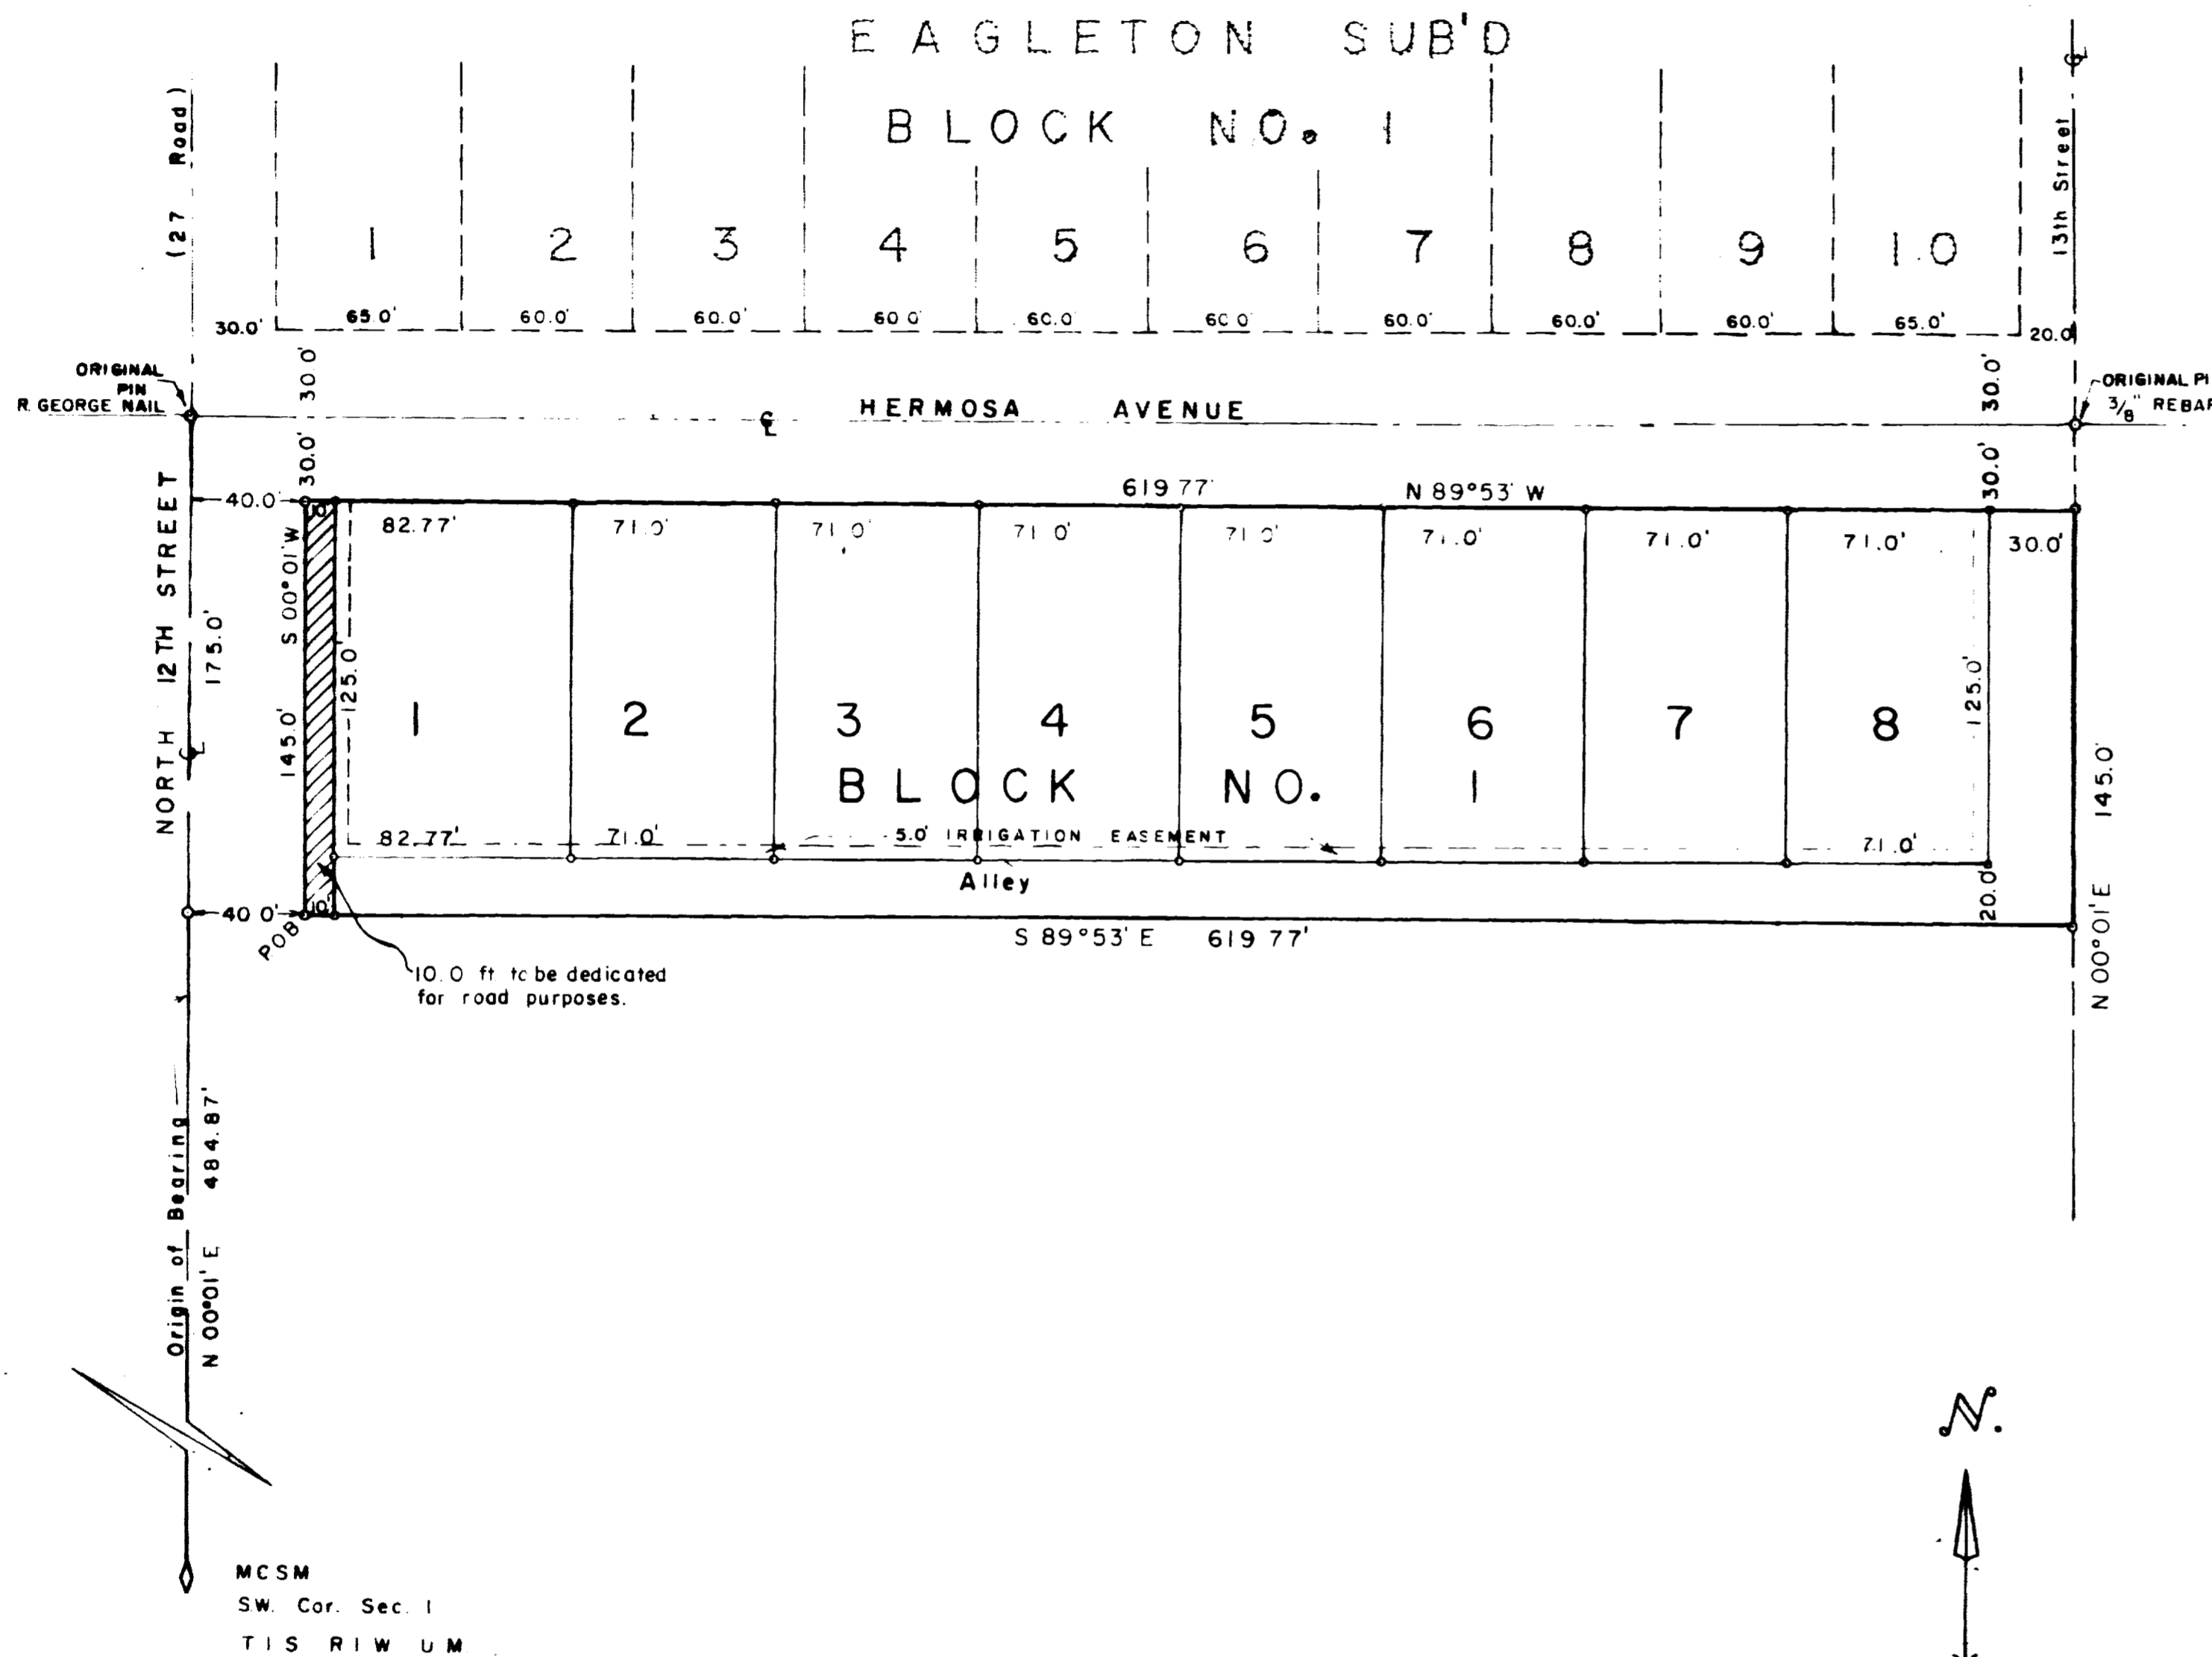 EAGLETON SUB'D
BLOCK NO. 1
(27 Road)
13th Street
1 2 3 4 5 6 7 8 9 10
30.0' 65.0' 60.0' 60.0' 60 0' 60.0' 60 0' 60.0' 60.0' 60.0' 65.0' 20.0'
ORIGINAL
PIN
R. GEORGE NAIL
30.0'
30.0'
HERMOSA AVENUE
℄
30.0'
30.0'
ORIGINAL PI
3/8" REBAR
40.0'
619 77'
N 89°53' W
10'
82.77' 71.0' 71.0' 71.0' 71.0' 71.0' 71.0' 71.0' 30.0'
NORTH 12TH STREET
175.0'
S 00°01' W
145.0'
125.0'
125.0'
145.0'
N 00°01' E
1 2 3 4 5 6 7 8
BLOCK NO. 1
82.77' 71.0' 5.0' IRRIGATION EASEMENT 71.0'
Alley
20.0'
40 0'
10'
P.O.B.
S 89°53' E 619 77'
10.0 ft to be dedicated
for road purposes.
Origin of Bearing
N 00°01' E 484.87'
N.
MCSM
S.W. Cor. Sec. 1
T1S R1W UM